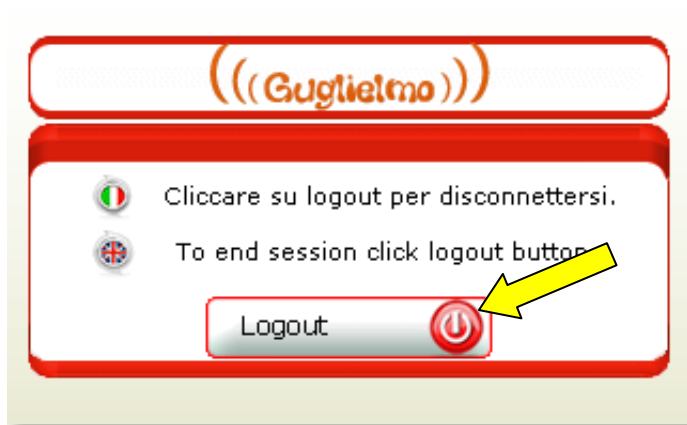 (((Guglielmo)))
Cliccare su logout per disconnettersi.
To end session click logout button
Logout